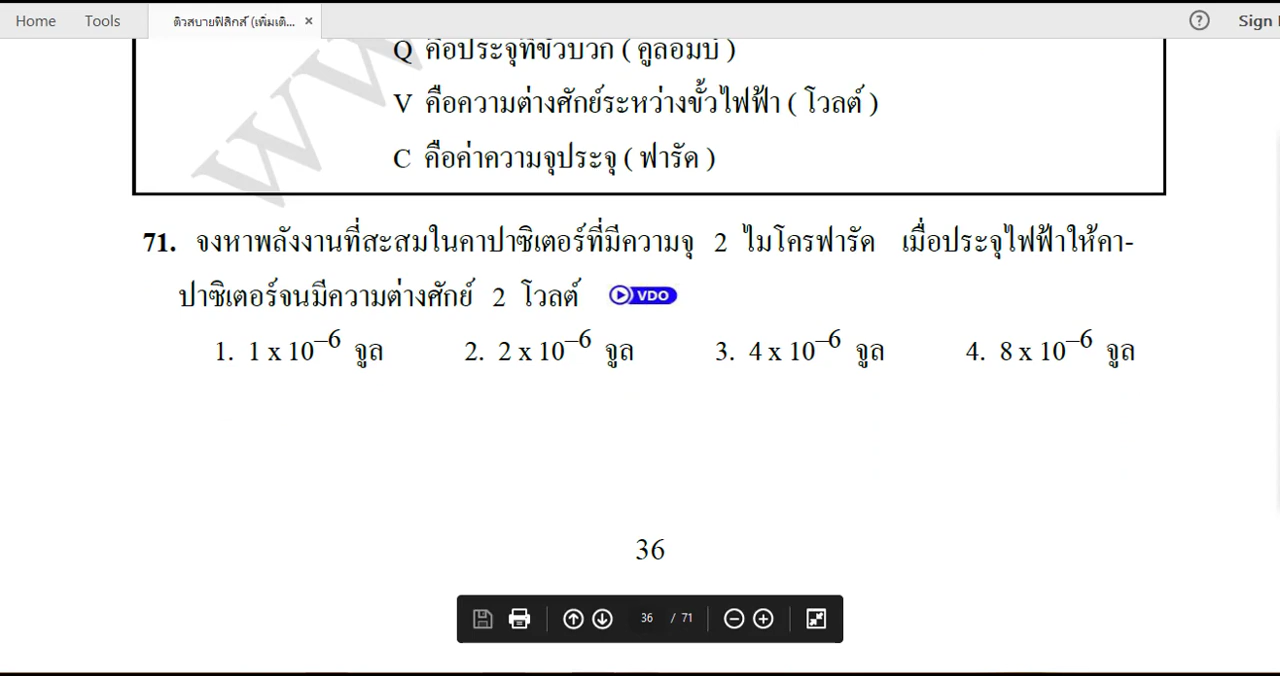 Home Tools ติวสบายฟิสิกส์ (เพิ่มเติ... × ? Sign
Q คือประจุที่ขั้วบวก ( คูลอมบ์ )
V คือความต่างศักย์ระหว่างขั้วไฟฟ้า ( โวลต์ )
C คือค่าความจุประจุ ( ฟารัด )
71. จงหาพลังงานที่สะสมในคาปาซิเตอร์ที่มีความจุ 2 ไมโครฟารัด เมื่อประจุไฟฟ้าให้คา-
ปาซิเตอร์จนมีความต่างศักย์ 2 โวลต์ VDO
1. 1 x 10⁻⁶ จูล 2. 2 x 10⁻⁶ จูล 3. 4 x 10⁻⁶ จูล 4. 8 x 10⁻⁶ จูล
36
36 / 71